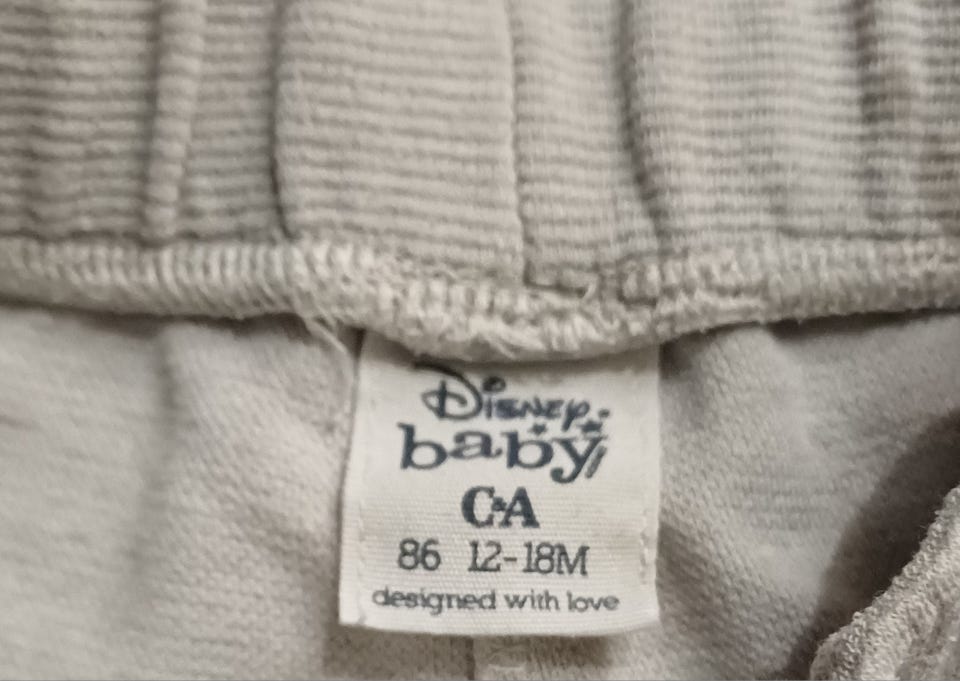 Disney
baby
C&A
86 12-18M
designed with love